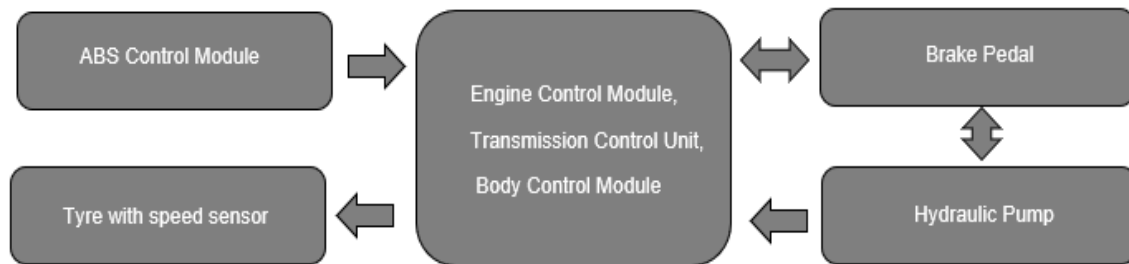 ABS Control Module
Engine Control Module,
Transmission Control Unit,
Body Control Module
Brake Pedal
Tyre with speed sensor
Hydraulic Pump